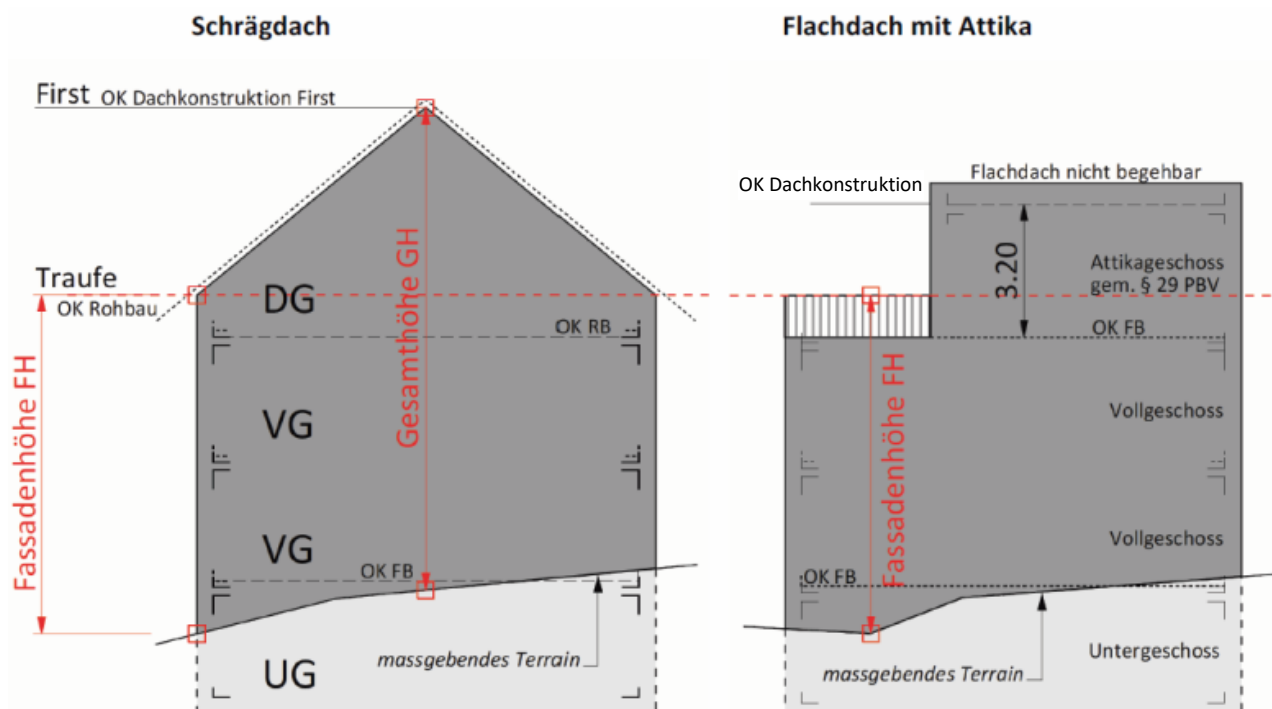 Schrägdach
First OK Dachkonstruktion First
Traufe
OK Rohbau
Fassadenhöhe FH
Gesamthöhe GH
DG
OK RB
VG
VG
OK FB
massgebendes Terrain
UG
Flachdach mit Attika
Flachdach nicht begehbar
OK Dachkonstruktion
3.20
Attikageschoss
gem. § 29 PBV
OK FB
Fassadenhöhe FH
Vollgeschoss
Vollgeschoss
OK FB
Untergeschoss
massgebendes Terrain